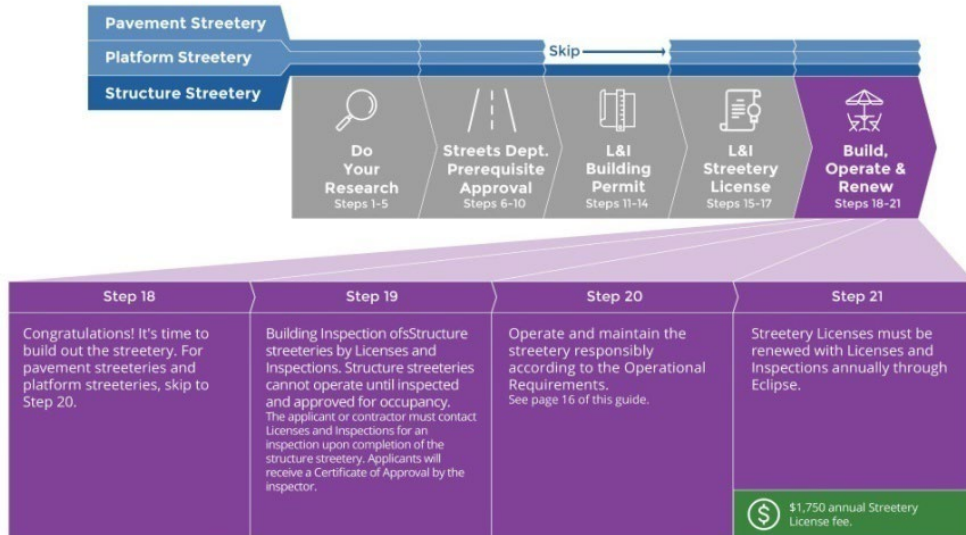 Pavement Streetery
Platform Streetery
Skip
Structure Streetery
Do
Your
Research
Steps 1-5
Streets Dept.
Prerequisite
Approval
Steps 6-10
L&I
Building
Permit
Steps 11-14
L&I
Streetery
License
Steps 15-17
Build,
Operate &
Renew
Steps 18-21
Step 18
Congratulations! It's time to
build out the streetery. For
pavement streeteries and
platform streeteries, skip to
Step 20.
Step 19
Building Inspection ofsStructure
streeteries by Licenses and
Inspections. Structure streeteries
cannot operate until inspected
and approved for occupancy.
The applicant or contractor must contact
Licenses and Inspections for an
inspection upon completion of the
structure streetery. Applicants will
receive a Certificate of Approval by the
inspector.
Step 20
Operate and maintain the
streetery responsibly
according to the Operational
Requirements.
See page 16 of this guide.
Step 21
Streetery Licenses must be
renewed with Licenses and
Inspections annually through
Eclipse.
$
$1,750 annual Streetery
License fee.